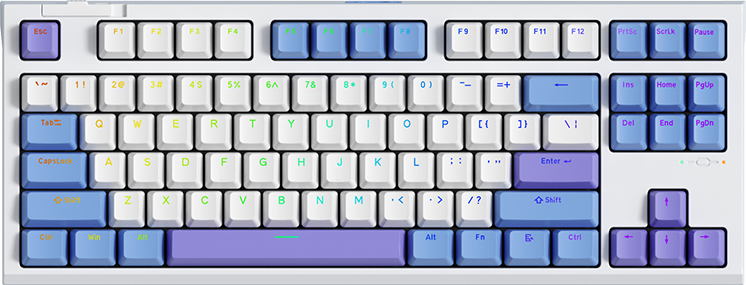 Esc F1 F2 F3 F4 F5 F6 F7 F8 F9 F10 F11 F12 PrtSc ScrLk Pause
` ~ 1 ! 2 @ 3 # 4 $ 5 % 6 ^ 7 & 8 * 9 ( 0 ) - _ = + ← Ins Home PgUp
Tab Q W E R T Y U I O P [ { ] } \ | Del End PgDn
CapsLock A S D F G H J K L ; : ' " Enter ↵
⇧ Shift Z X C V B N M , < . > / ? ⇧ Shift ↑
Ctrl Win Alt Alt Fn Ctrl ← ↓ →